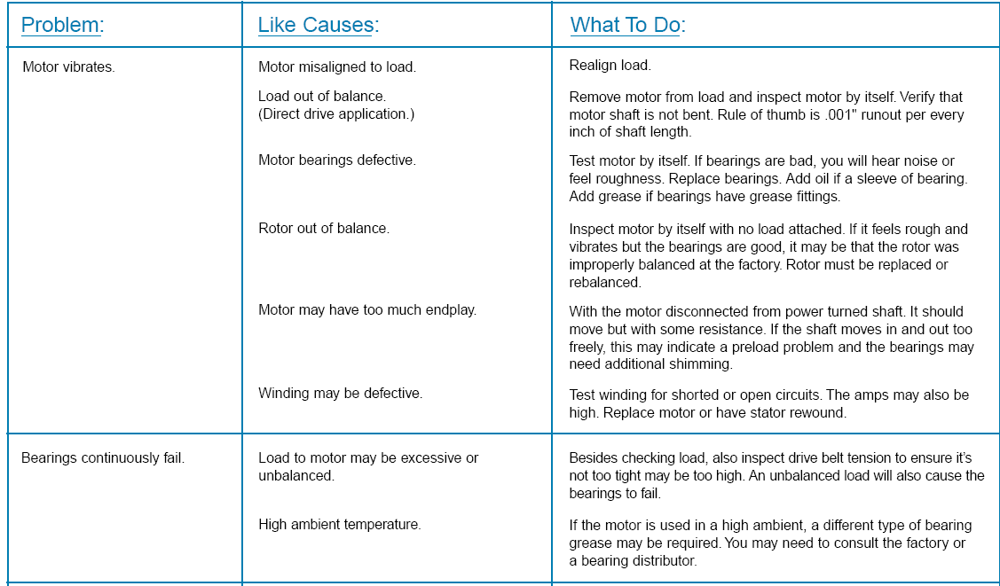 Problem:
Like Causes:
What To Do:
Motor vibrates.
Motor misaligned to load.
Realign load.
Load out of balance.
(Direct drive application.)
Remove motor from load and inspect motor by itself. Verify that
motor shaft is not bent. Rule of thumb is .001" runout per every
inch of shaft length.
Motor bearings defective.
Test motor by itself. If bearings are bad, you will hear noise or
feel roughness. Replace bearings. Add oil if a sleeve of bearing.
Add grease if bearings have grease fittings.
Rotor out of balance.
Inspect motor by itself with no load attached. If it feels rough and
vibrates but the bearings are good, it may be that the rotor was
improperly balanced at the factory. Rotor must be replaced or
rebalanced.
Motor may have too much endplay.
With the motor disconnected from power turned shaft. It should
move but with some resistance. If the shaft moves in and out too
freely, this may indicate a preload problem and the bearings may
need additional shimming.
Winding may be defective.
Test winding for shorted or open circuits. The amps may also be
high. Replace motor or have stator rewound.
Bearings continuously fail.
Load to motor may be excessive or
unbalanced.
Besides checking load, also inspect drive belt tension to ensure it's
not too tight may be too high. An unbalanced load will also cause the
bearings to fail.
High ambient temperature.
If the motor is used in a high ambient, a different type of bearing
grease may be required. You may need to consult the factory or
a bearing distributor.